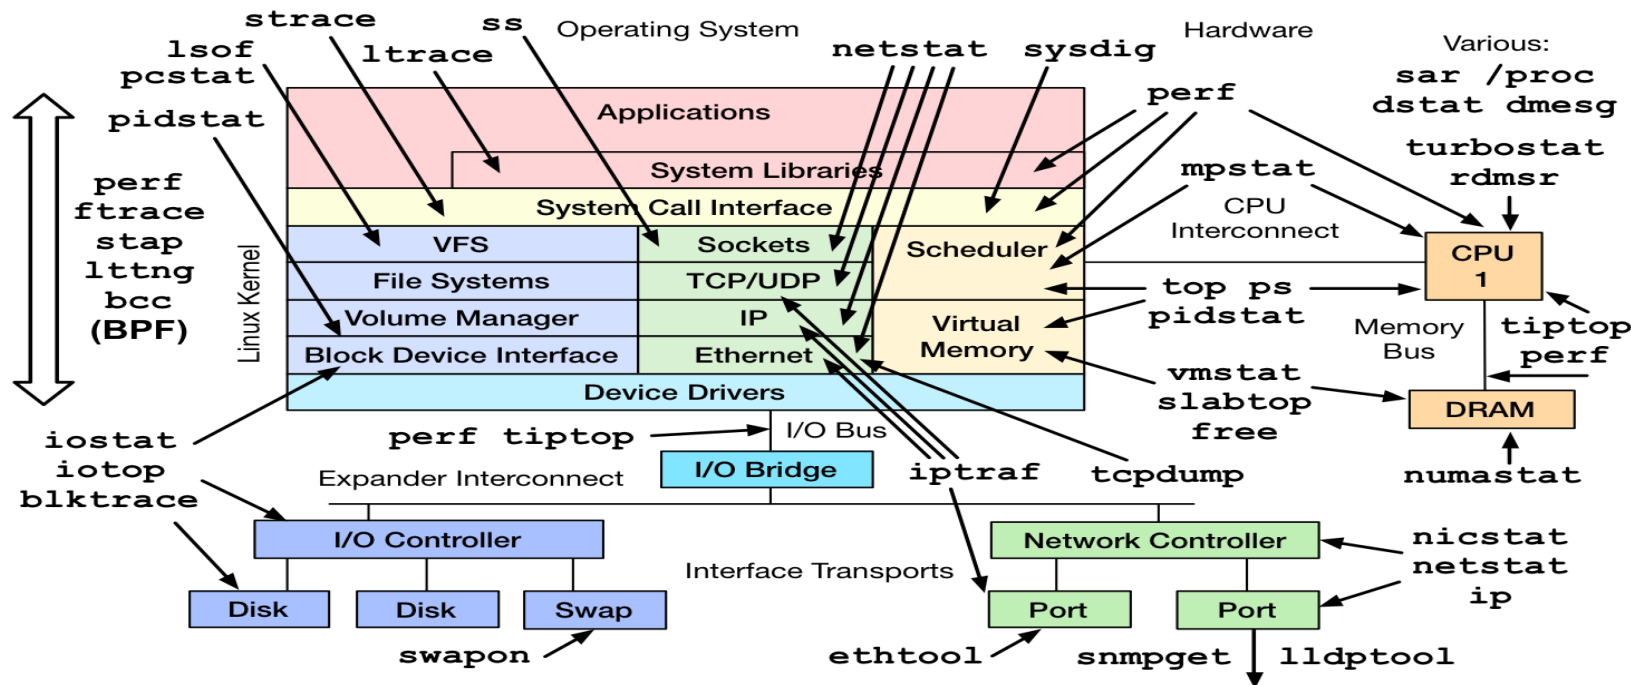 strace
ss
Operating System
Hardware
Various:
lsof
ltrace
netstat
sysdig
pcstat
sar /proc
perf
dstat dmesg
pidstat
Applications
turbostat
rdmsr
System Libraries
mpstat
perf
ftrace
stap
lttng
bcc
(BPF)
Linux Kernel
System Call Interface
CPU
Interconnect
VFS
Sockets
Scheduler
CPU
1
File Systems
TCP/UDP
top ps
pidstat
Volume Manager
IP
Virtual
Memory
Memory
Bus
tiptop
perf
Block Device Interface
Ethernet
vmstat
slabtop
free
Device Drivers
DRAM
iostat
iotop
blktrace
perf tiptop
I/O Bus
I/O Bridge
iptraf
tcpdump
numastat
Expander Interconnect
I/O Controller
Network Controller
nicstat
netstat
ip
Interface Transports
Disk
Disk
Swap
Port
Port
swapon
ethtool
snmpget
lldptool